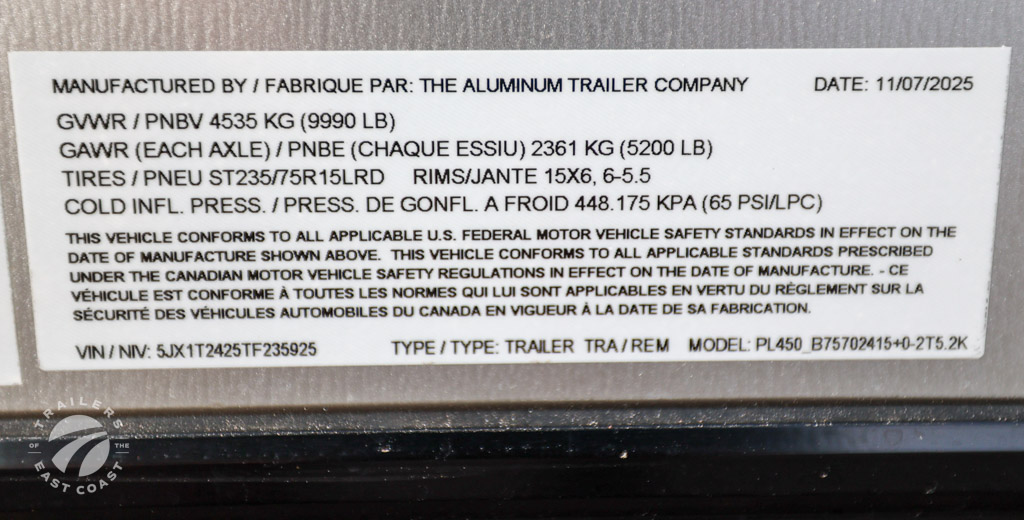 MANUFACTURED BY / FABRIQUE PAR: THE ALUMINUM TRAILER COMPANY DATE: 11/07/2025
GVWR / PNBV 4535 KG (9990 LB)
GAWR (EACH AXLE) / PNBE (CHAQUE ESSIU) 2361 KG (5200 LB)
TIRES / PNEU ST235/75R15LRD RIMS/JANTE 15X6, 6-5.5
COLD INFL. PRESS. / PRESS. DE GONFL. A FROID 448.175 KPA (65 PSI/LPC)
THIS VEHICLE CONFORMS TO ALL APPLICABLE U.S. FEDERAL MOTOR VEHICLE SAFETY STANDARDS IN EFFECT ON THE
DATE OF MANUFACTURE SHOWN ABOVE. THIS VEHICLE CONFORMS TO ALL APPLICABLE STANDARDS PRESCRIBED
UNDER THE CANADIAN MOTOR VEHICLE SAFETY REGULATIONS IN EFFECT ON THE DATE OF MANUFACTURE. - CE
VÉHICULE EST CONFORME À TOUTES LES NORMES QUI LUI SONT APPLICABLES EN VERTU DU RÈGLEMENT SUR LA
SÉCURITÉ DES VÉHICULES AUTOMOBILES DU CANADA EN VIGUEUR À LA DATE DE SA FABRICATION.
VIN / NIV: 5JX1T2425TF235925 TYPE / TYPE: TRAILER TRA / REM MODEL: PL450_B75702415+0-2T5.2K
TRAILERS
OF THE
EAST COAST